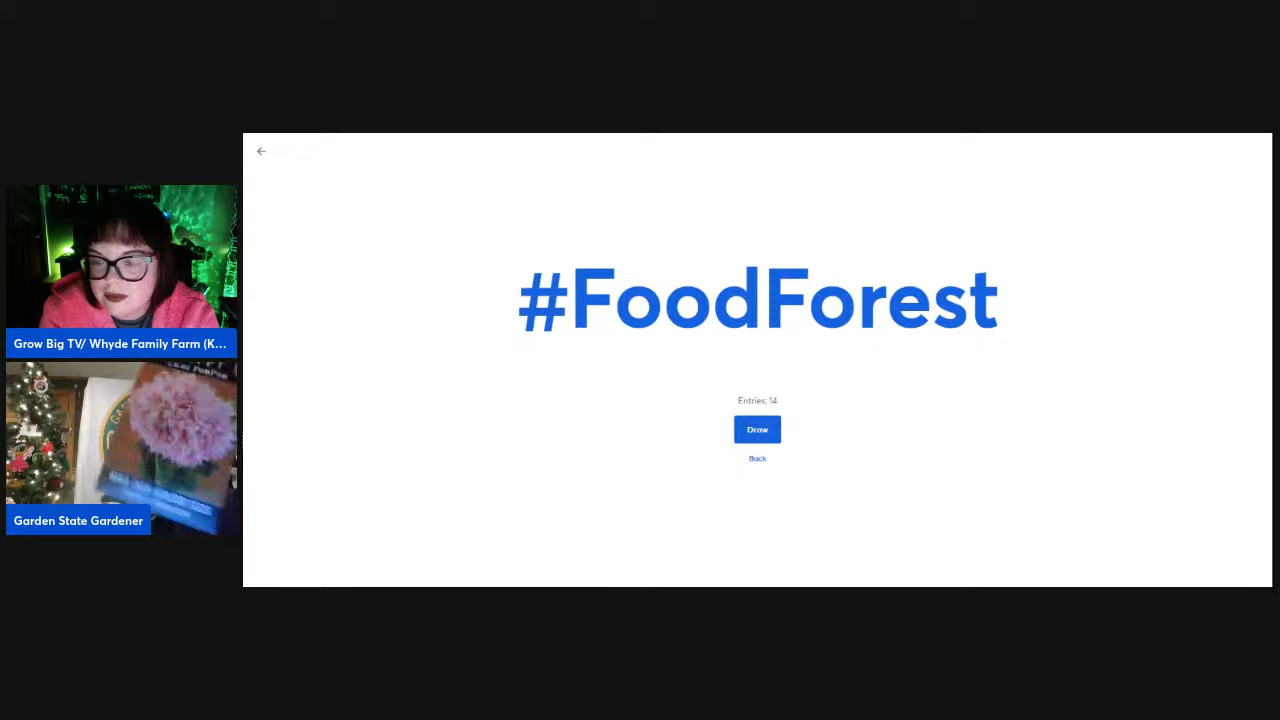 #FoodForest
Entries: 14
Draw
Back
Grow Big TV/ Whyde Family Farm (K...
Garden State Gardener